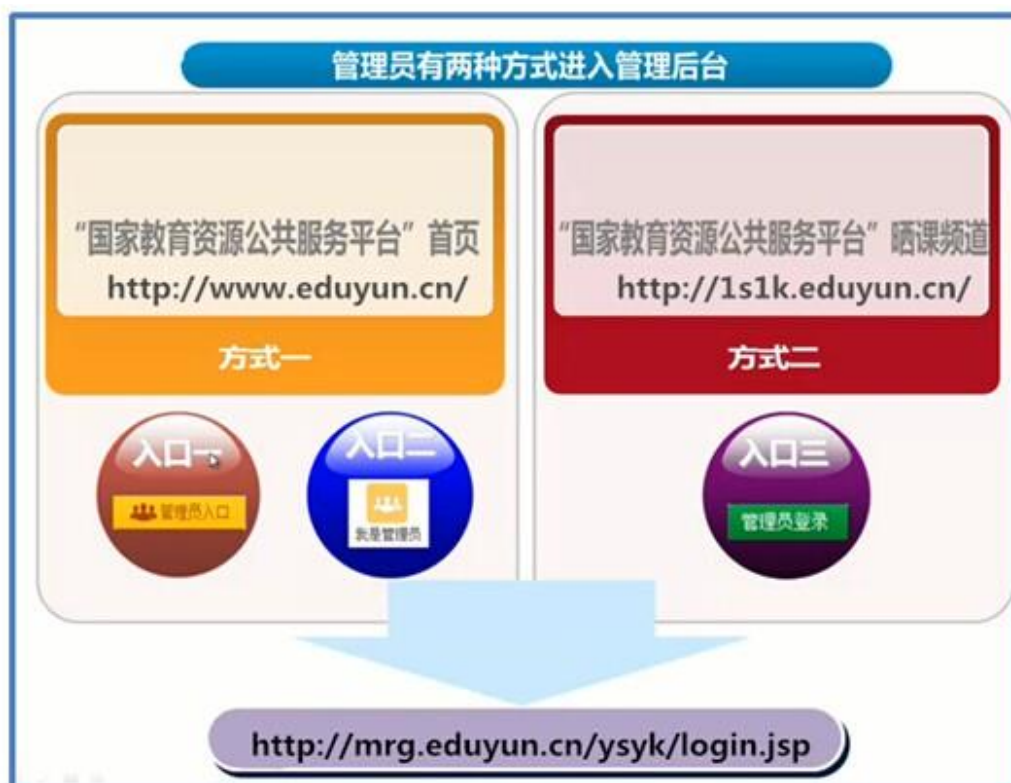 管理员有两种方式进入管理后台
“国家教育资源公共服务平台”首页
http://www.eduyun.cn/
方式一
“国家教育资源公共服务平台”晒课频道
http://1s1k.eduyun.cn/
方式二
入口一
管理员入口
入口二
我是管理员
入口三
管理员登录
http://mrg.eduyun.cn/ysyk/login.jsp